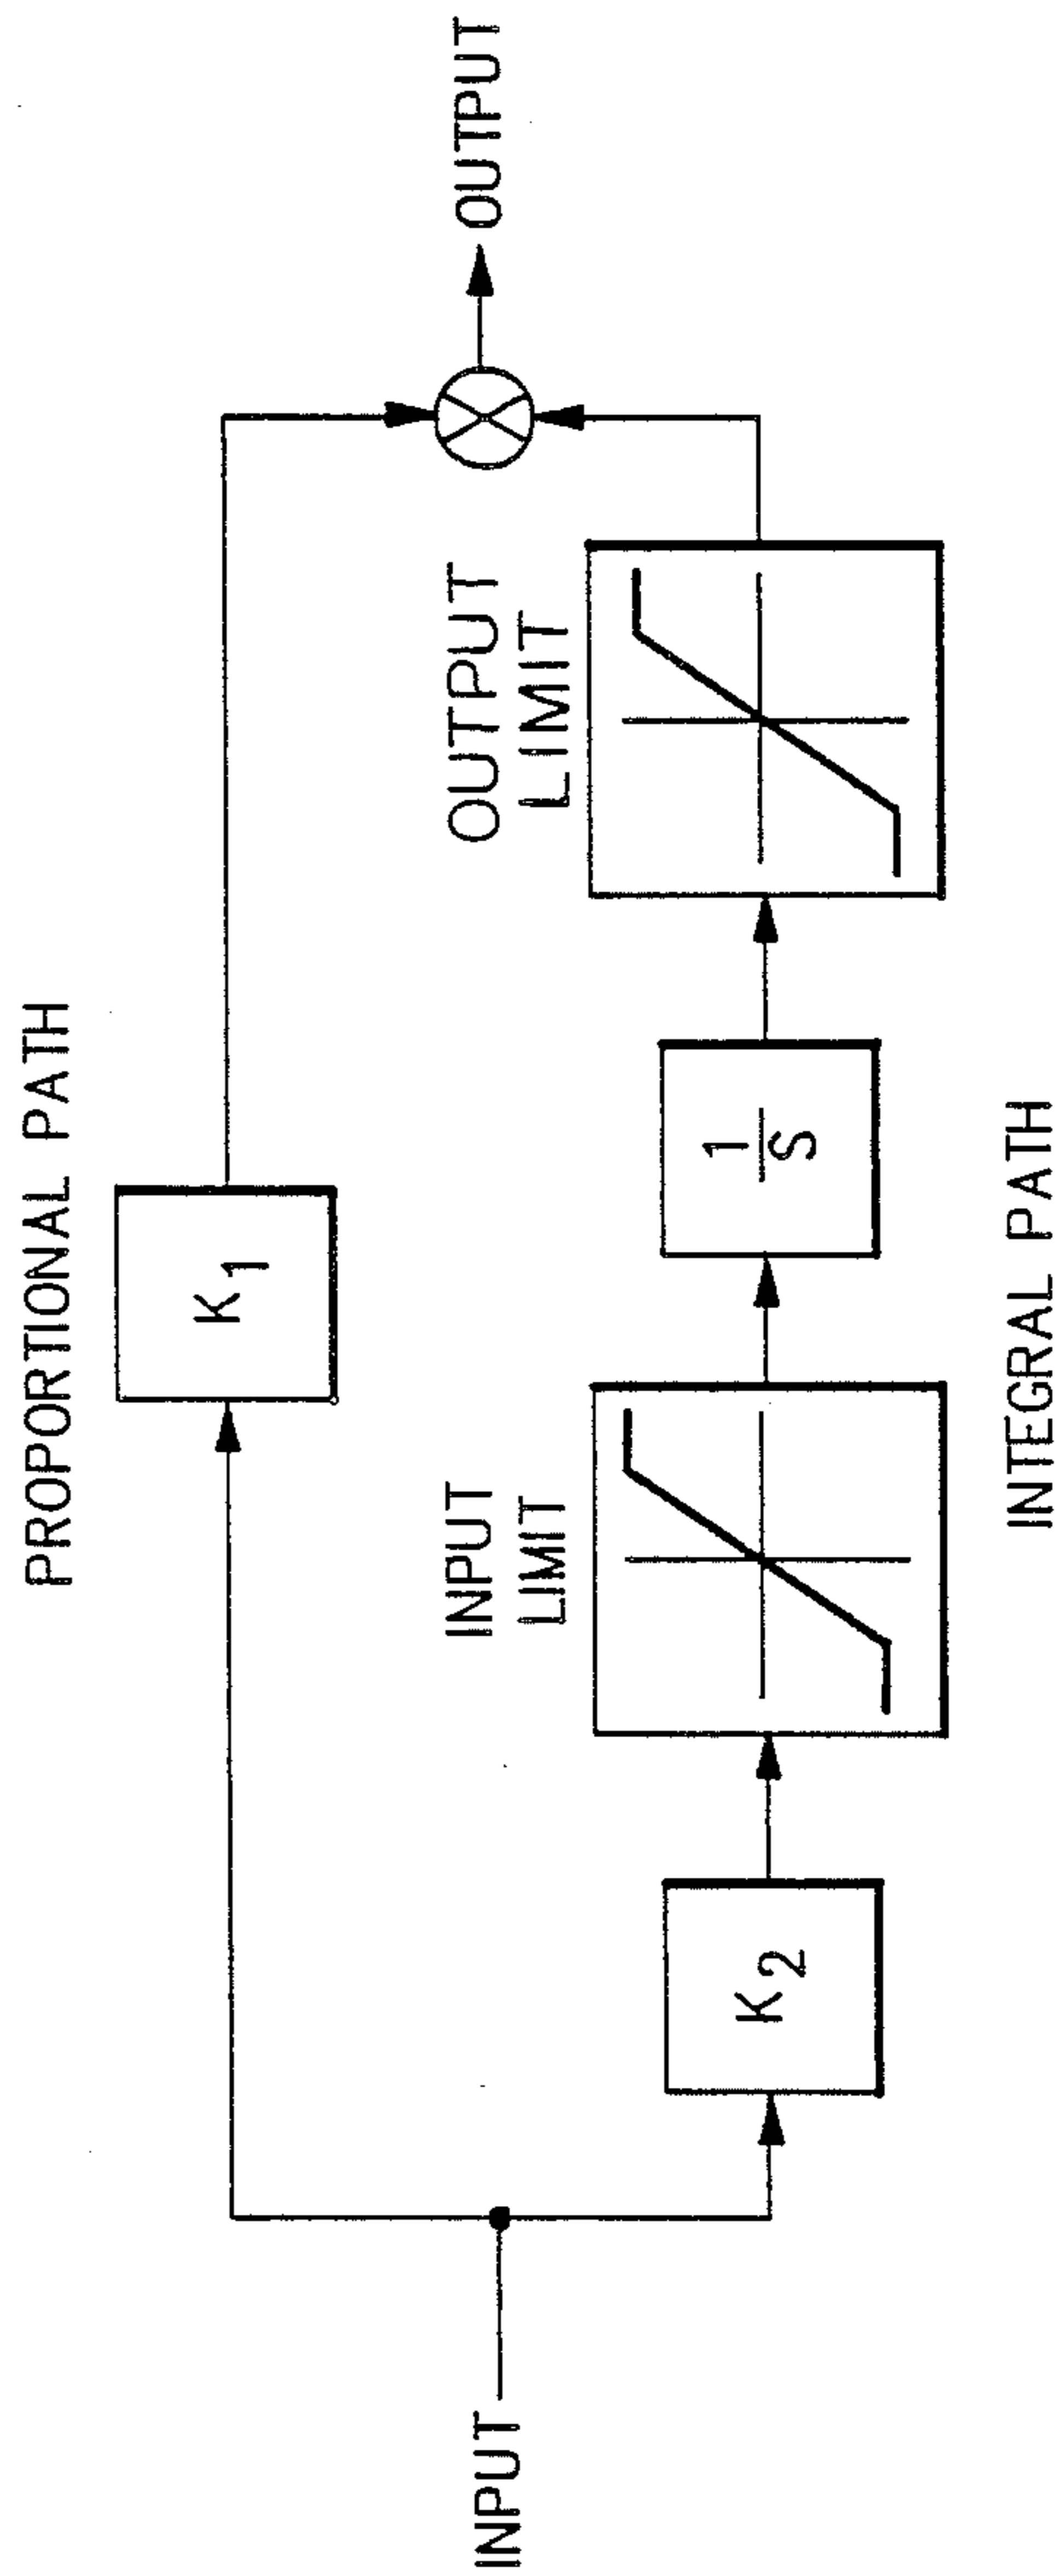 PROPORTIONAL PATH
K1
INPUT
K2
INPUT
LIMIT
1
S
OUTPUT
LIMIT
OUTPUT
INTEGRAL PATH